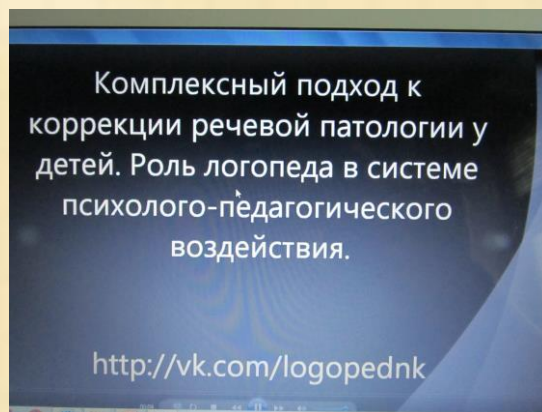 Комплексный подход к
коррекции речевой патологии у
детей. Роль логопеда в системе
психолого-педагогического
воздействия.
http://vk.com/logopednk